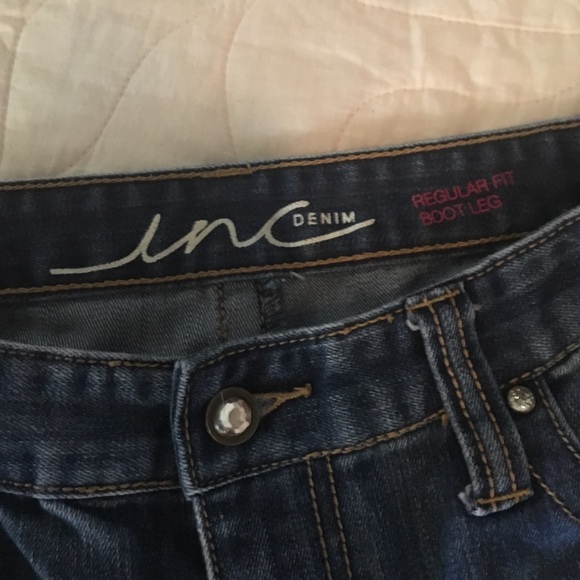 inc DENIM
REGULAR FIT
BOOT LEG